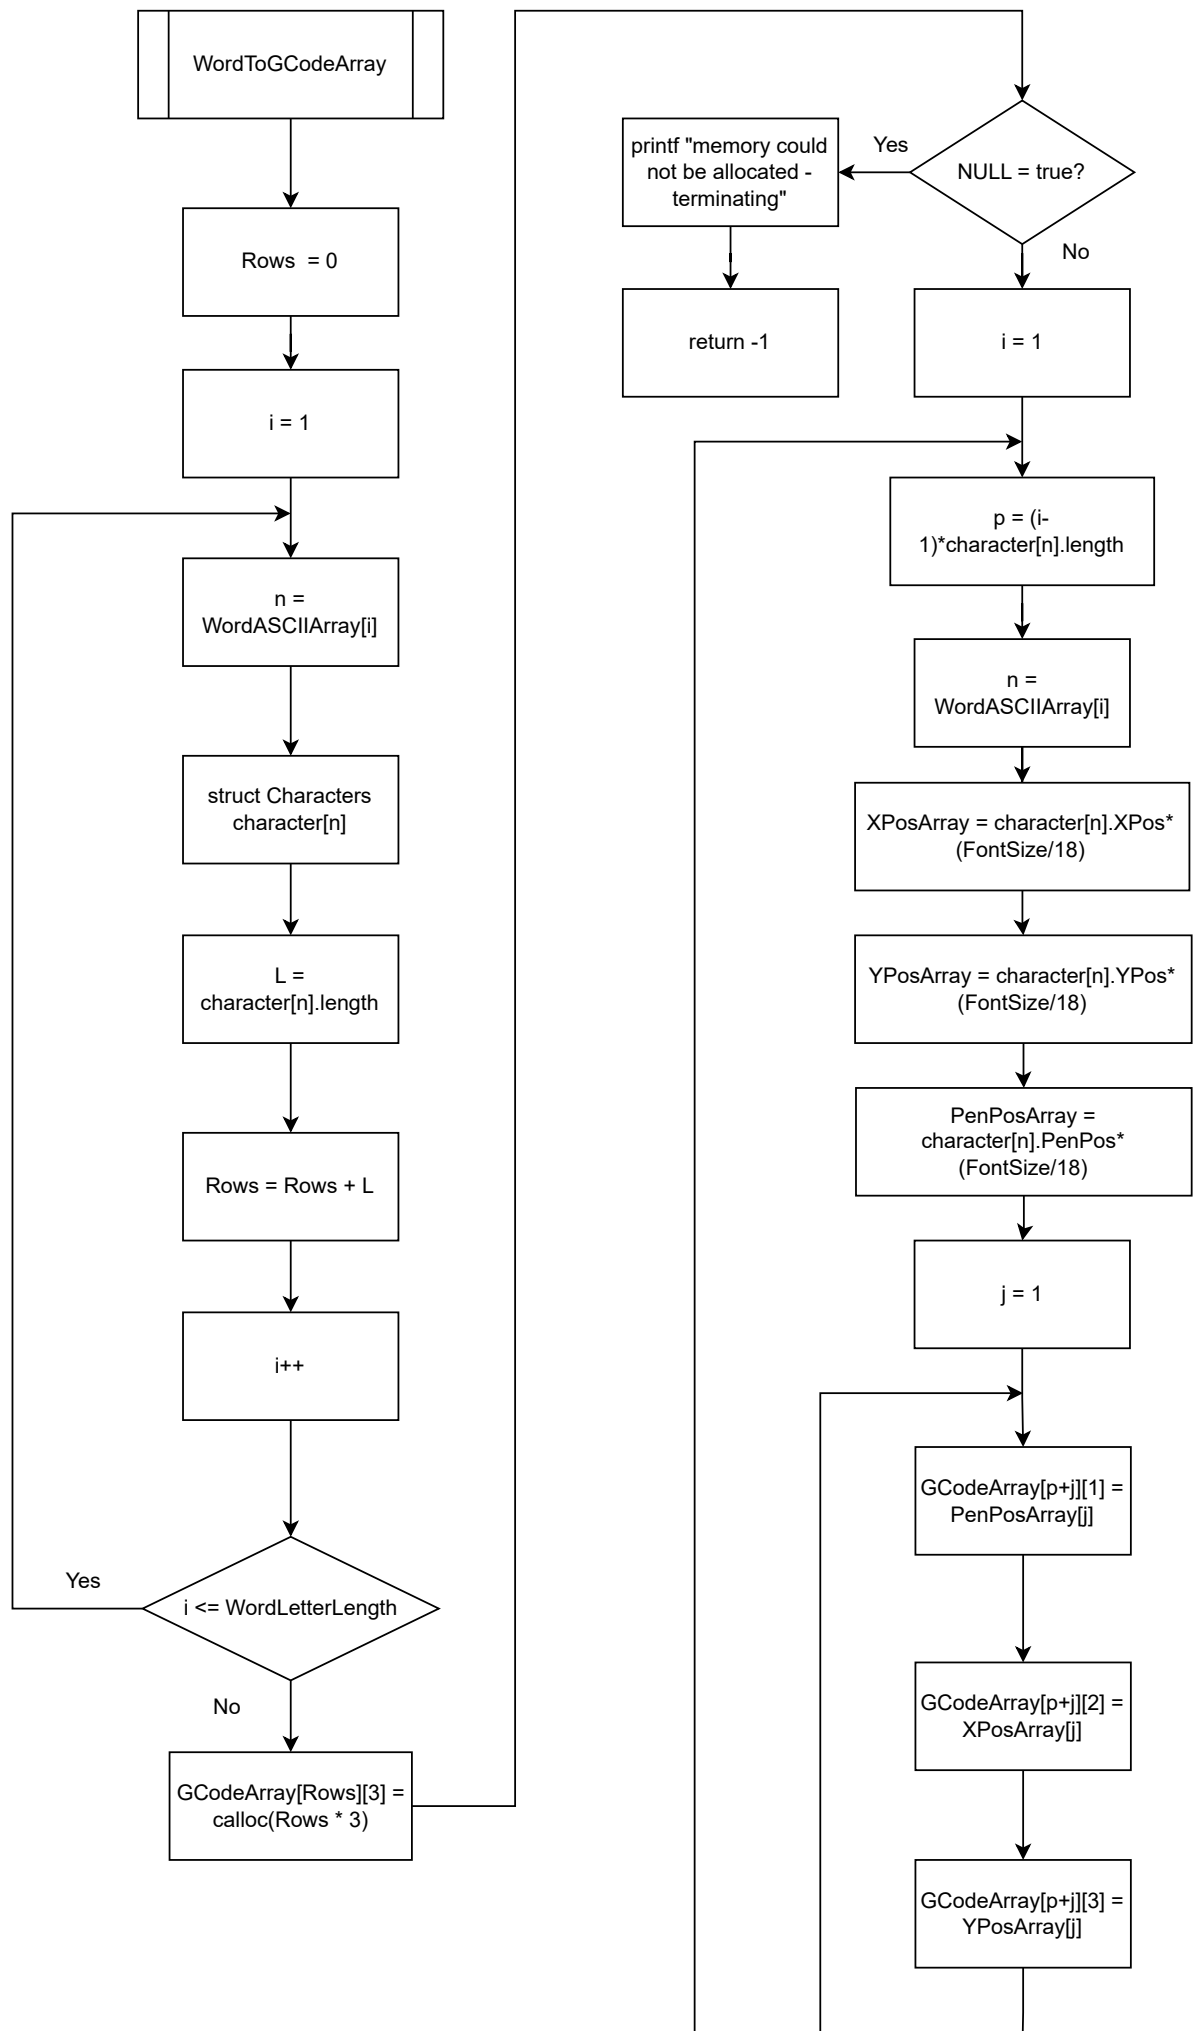 WordToGCodeArray
Rows  = 0
i = 1
n =
WordASCIIArray[i]
struct Characters
character[n]
L =
character[n].length
Rows = Rows + L
i++
Yes
i <= WordLetterLength
No
GCodeArray[Rows][3] =
calloc(Rows * 3)
NULL = true?
Yes
printf "memory could
not be allocated -
terminating"
return -1
No
i = 1
p = (i-
1)*character[n].length
n =
WordASCIIArray[i]
XPosArray = character[n].XPos*
(FontSize/18)
YPosArray = character[n].YPos*
(FontSize/18)
PenPosArray =
character[n].PenPos*
(FontSize/18)
j = 1
GCodeArray[p+j][1] =
PenPosArray[j]
GCodeArray[p+j][2] =
XPosArray[j]
GCodeArray[p+j][3] =
YPosArray[j]